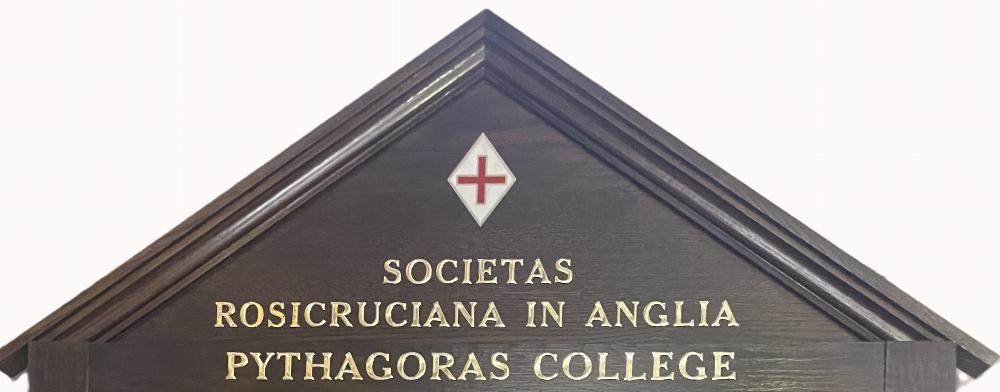 SOCIETAS
ROSICRUCIANA IN ANGLIA
PYTHAGORAS COLLEGE